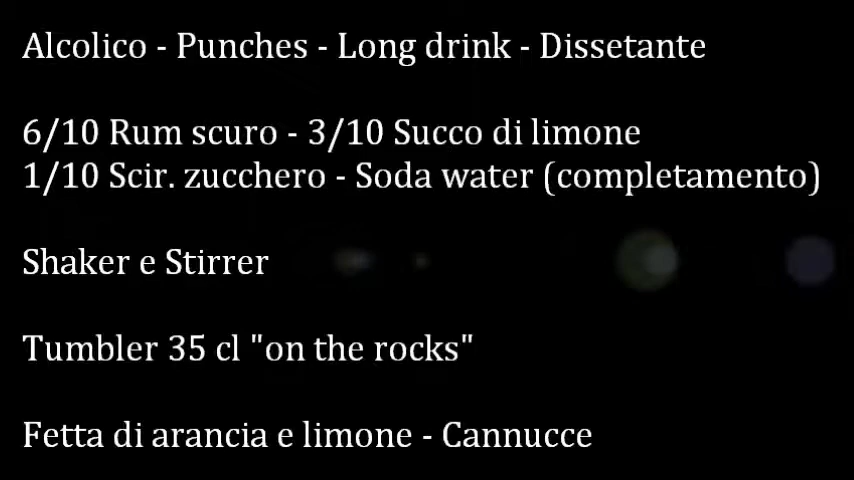 Alcolico - Punches - Long drink - Dissetante
6/10 Rum scuro - 3/10 Succo di limone
1/10 Scir. zucchero - Soda water (completamento)
Shaker e Stirrer
Tumbler 35 cl "on the rocks"
Fetta di arancia e limone - Cannucce